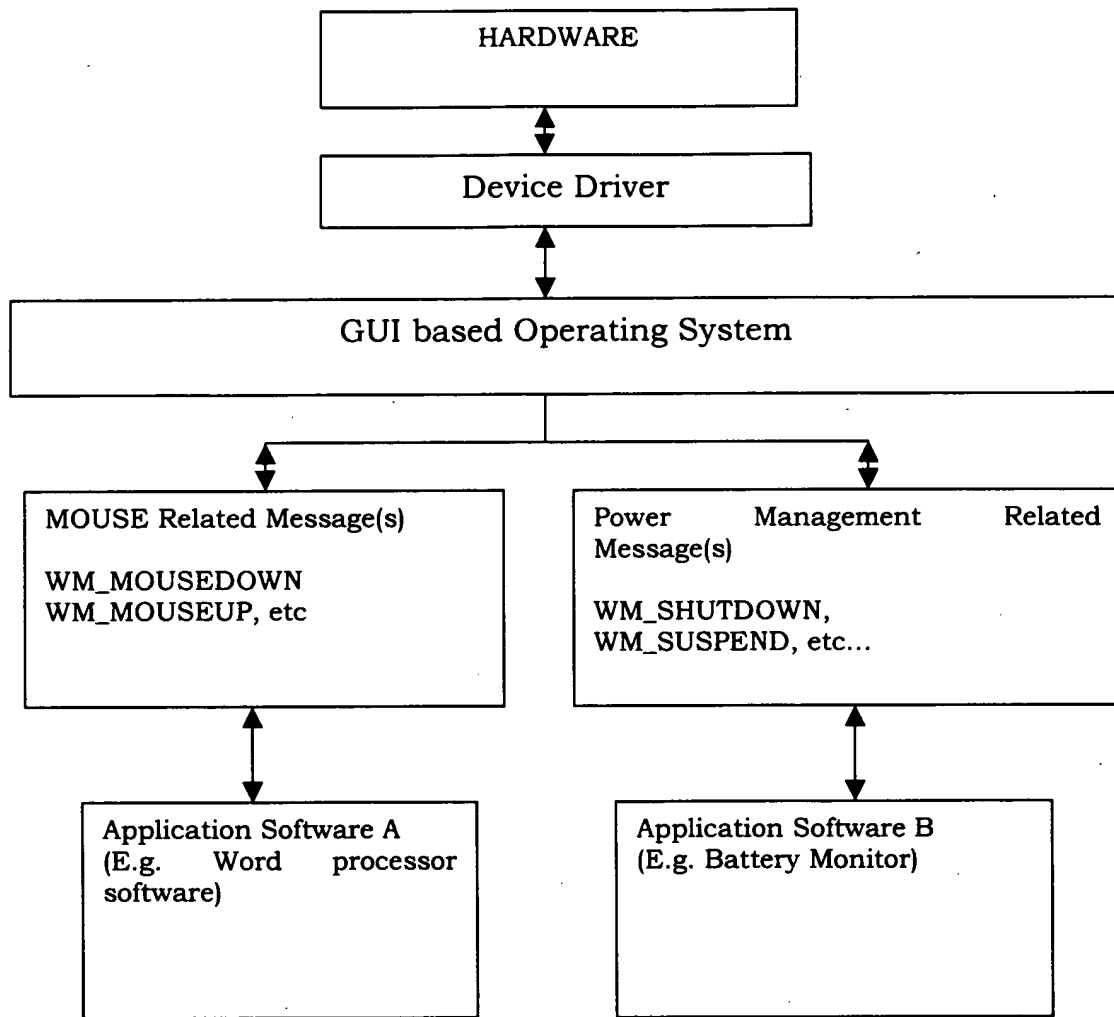 HARDWARE
Device Driver
GUI based Operating System
MOUSE Related Message(s)
WM_MOUSEDOWN
WM_MOUSEUP, etc
Power Management Related
Message(s)
WM_SHUTDOWN,
WM_SUSPEND, etc...
Application Software A
(E.g. Word processor
software)
Application Software B
(E.g. Battery Monitor)